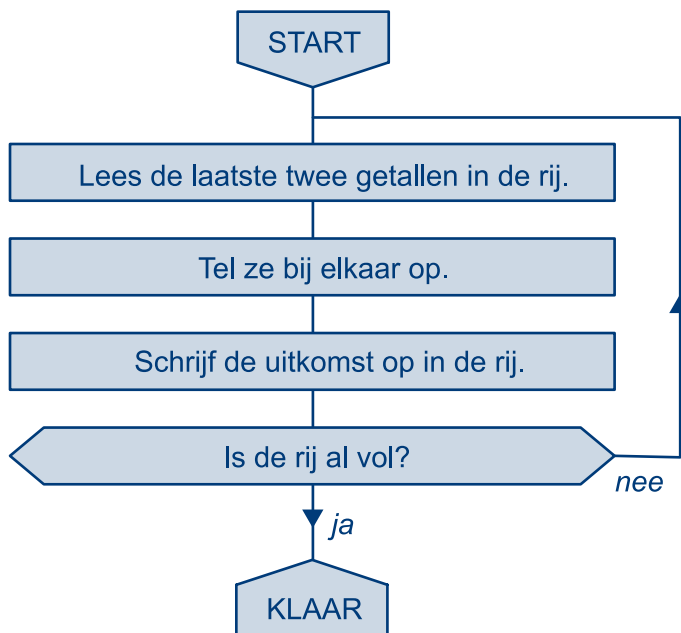 START
Lees de laatste twee getallen in de rij.
Tel ze bij elkaar op.
Schrijf de uitkomst op in de rij.
Is de rij al vol?
nee
ja
KLAAR